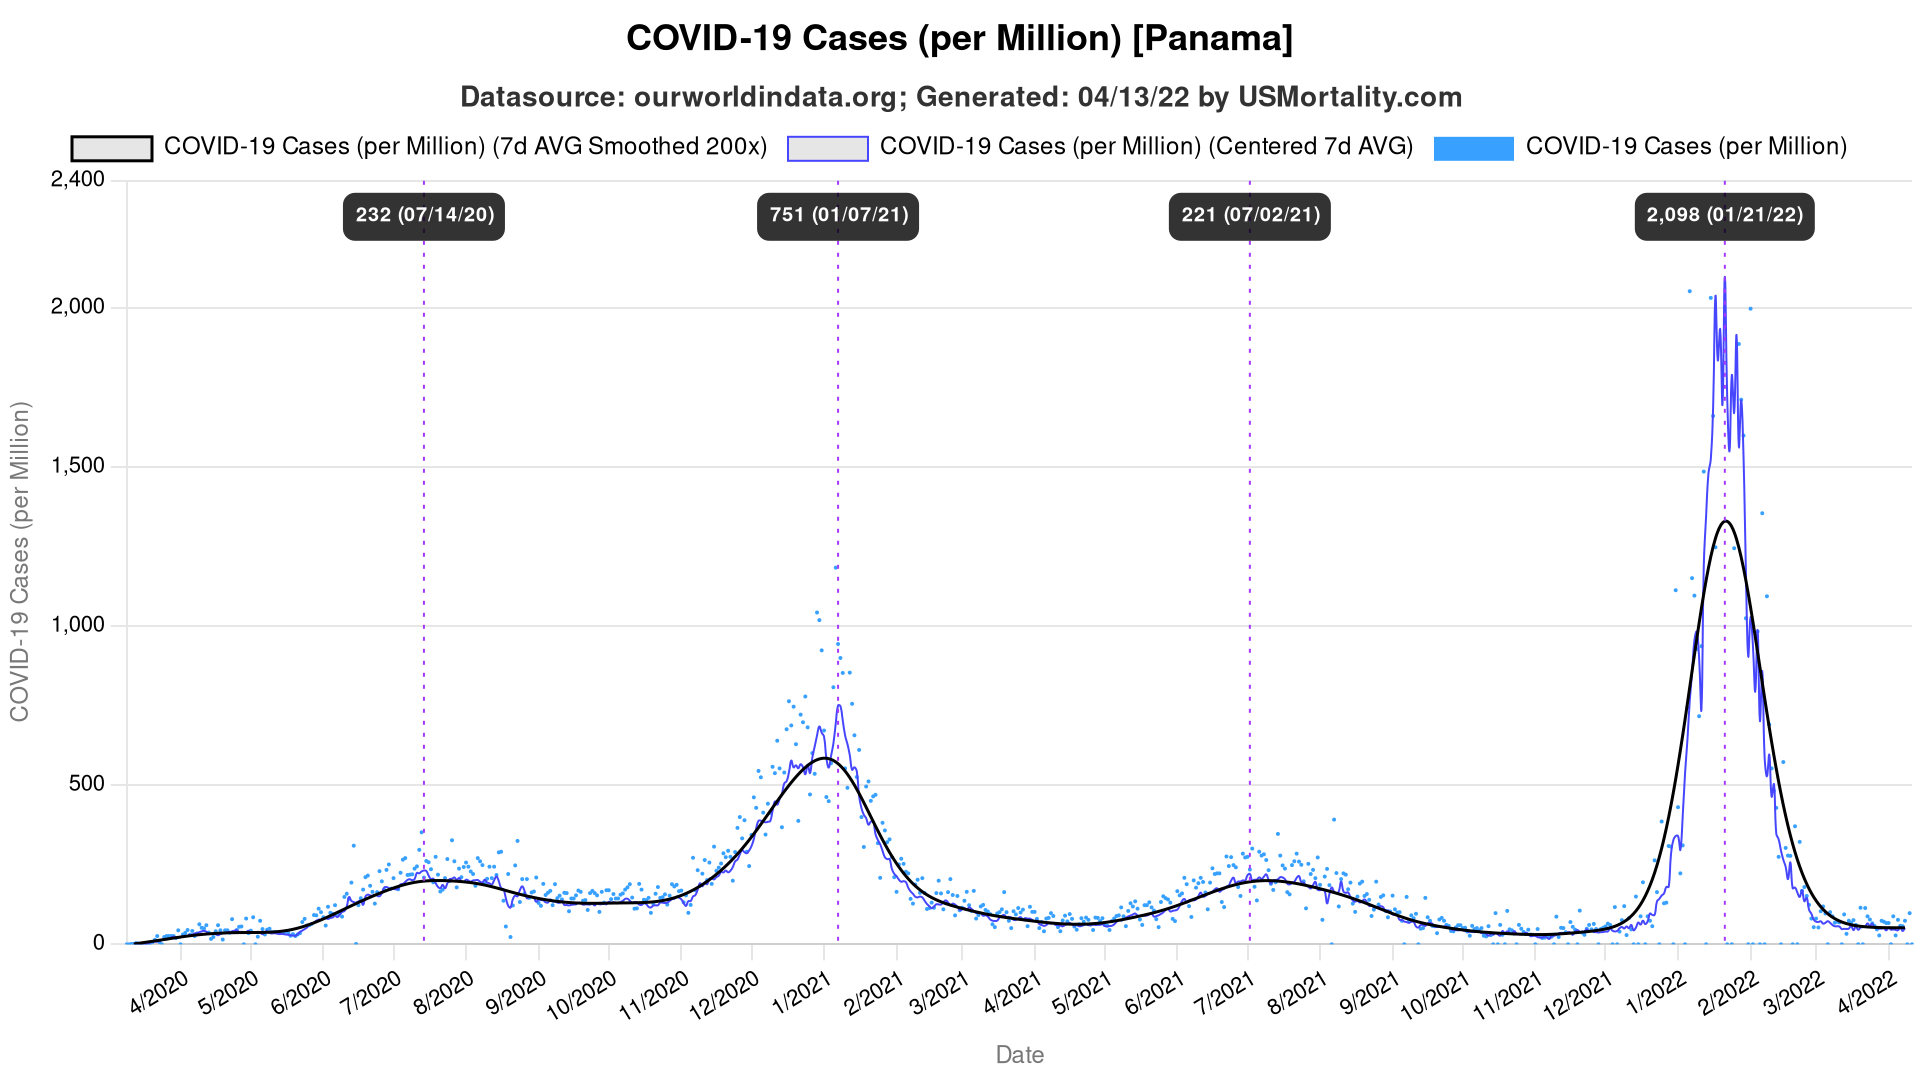 COVID-19 Cases (per Million) [Panama]
Datasource: ourworldindata.org; Generated: 04/13/22 by USMortality.com
COVID-19 Cases (per Million) (7d AVG Smoothed 200x) COVID-19 Cases (per Million) (Centered 7d AVG) COVID-19 Cases (per Million)
2,400
232 (07/14/20) 751 (01/07/21) 221 (07/02/21) 2,098 (01/21/22)
2,000
1,500
1,000
500
0
COVID-19 Cases (per Million)
4/2020 5/2020 6/2020 7/2020 8/2020 9/2020 10/2020 11/2020 12/2020 1/2021 2/2021 3/2021 4/2021 5/2021 6/2021 7/2021 8/2021 9/2021 10/2021 11/2021 12/2021 1/2022 2/2022 3/2022 4/2022
Date